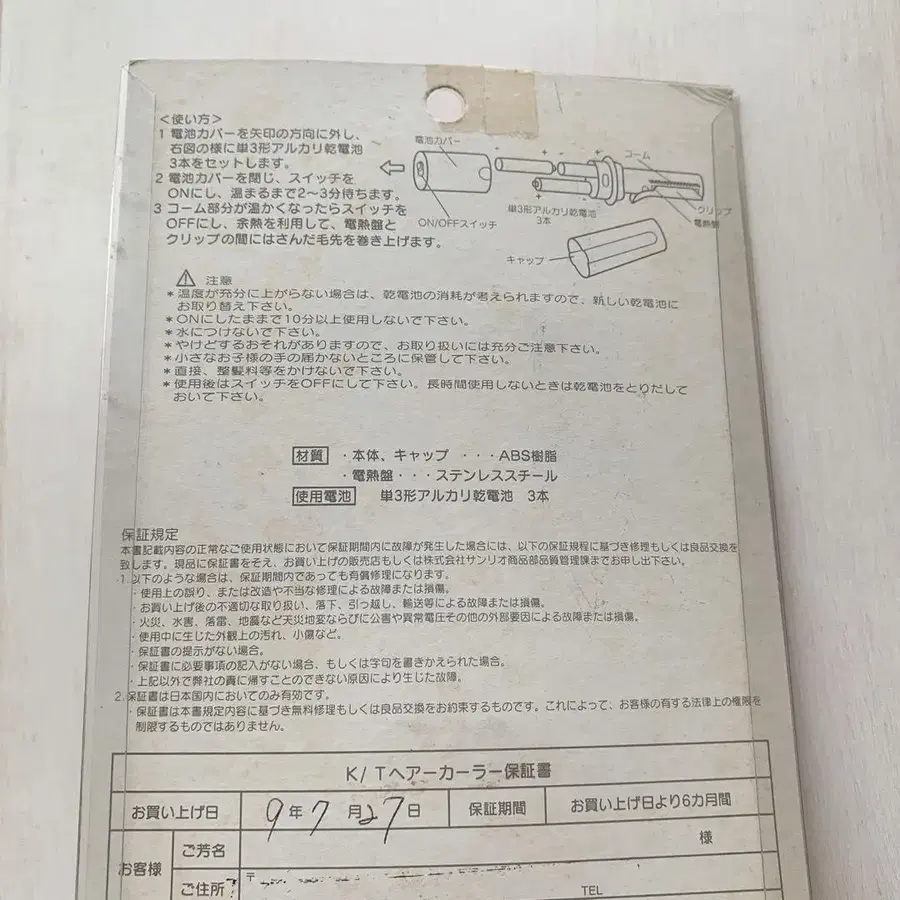 <使い方>
1 電池カバーを矢印の方向に外し、
右図の様に単3形アルカリ乾電池
3本をセットします。
2 電池カバーを閉じ、スイッチを
ONにし、温まるまで2〜3分待ちます。
3 コーム部分が温かくなったらスイッチを
OFFにし、余熱を利用して、電熱盤と
クリップの間にはさんだ毛先を巻き上げます。
電池カバー
コーム
ON/OFFスイッチ
単3形アルカリ乾電池
3本
クリップ
電熱盤
キャップ
⚠ 注意
*温度が充分に上がらない場合は、乾電池の消耗が考えられますので、新しい乾電池に
お取り替え下さい。
*ONにしたままで10分以上使用しないで下さい。
*水につけないで下さい。
*やけどするおそれがありますので、お取り扱いには充分ご注意下さい。
*小さなお子様の手の届かないところに保管して下さい。
*直接、整髪料等をかけないで下さい。
*使用後はスイッチをOFFにして下さい。長時間使用しないときは乾電池をとりだして
おいて下さい。
材質 ・本体、キャップ ・・・ABS樹脂
・電熱盤・・・ステンレススチール
使用電池 単3形アルカリ乾電池 3本
保証規定
本書記載内容の正常なご使用状態において保証期間内に故障が発生した場合には、以下の保証規程に基づき修理もしくは良品交換を
致します。現品に保証書をそえ、お買い上げの販売店もしくは株式会社サンリオ商品部品質管理課までお申し出下さい。
1.以下のような場合は、保証期間内であっても有償修理になります。
・使用上の誤り、または改造や不当な修理による故障または損傷。
・お買い上げ後の不適切な取り扱い、落下、引っ越し、輸送等による故障または損傷。
・火災、水害、落雷、地震など天災地変ならびに公害や異常電圧その他の外部要因による故障または損傷。
・使用中に生じた外観上の汚れ、小傷など。
・保証書の提示がない場合。
・保証書に必要事項の記入がない場合、もしくは字句を書きかえられた場合。
・上記以外で弊社の責に帰すことのできない原因により生じた故障。
2.保証書は日本国内においてのみ有効です。
・保証書は本書規定内容に基づき無料修理もしくは良品交換をお約束するものです。これによって、お客様の有する法律上の権限を
制限するものではありません。
K/Tヘアーカーラー保証書
お買い上げ日 9年7月27日 保証期間 お買い上げ日より6カ月間
お客様 ご芳名 様
ご住所 〒 TEL